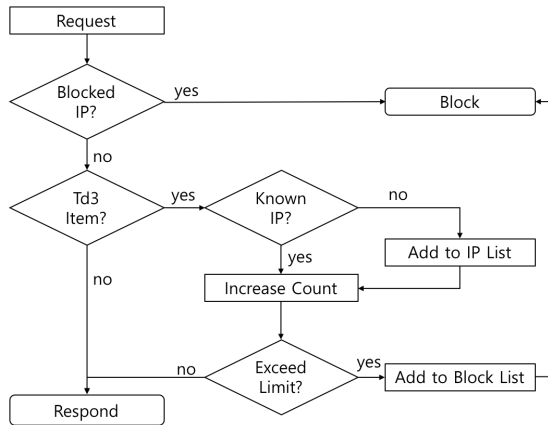 Request
Blocked
IP?
yes
Block
no
Td3
Item?
yes
Known
IP?
no
Add to IP List
yes
no
Increase Count
Exceed
Limit?
no
yes
Add to Block List
Respond